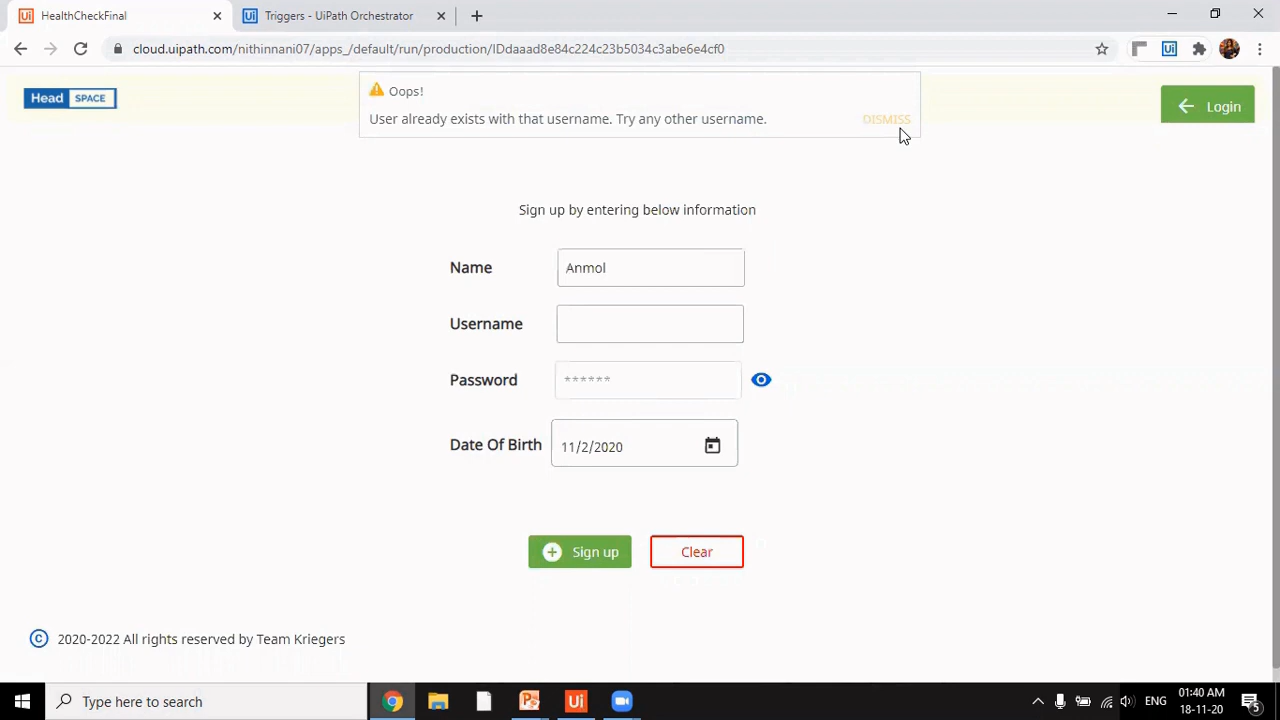 HealthCheckFinal
Triggers - UiPath Orchestrator
cloud.uipath.com/nithinnani07/apps_/default/run/production/IDdaaad8e84c224c23b5034c3abe6e4cf0
Head SPACE
Oops!
User already exists with that username. Try any other username.
DISMISS
Login
Sign up by entering below information
Name
Anmol
Username
Password
******
Date Of Birth
11/2/2020
Sign up
Clear
© 2020-2022 All rights reserved by Team Kriegers
Type here to search
ENG
01:40 AM
18-11-20
5